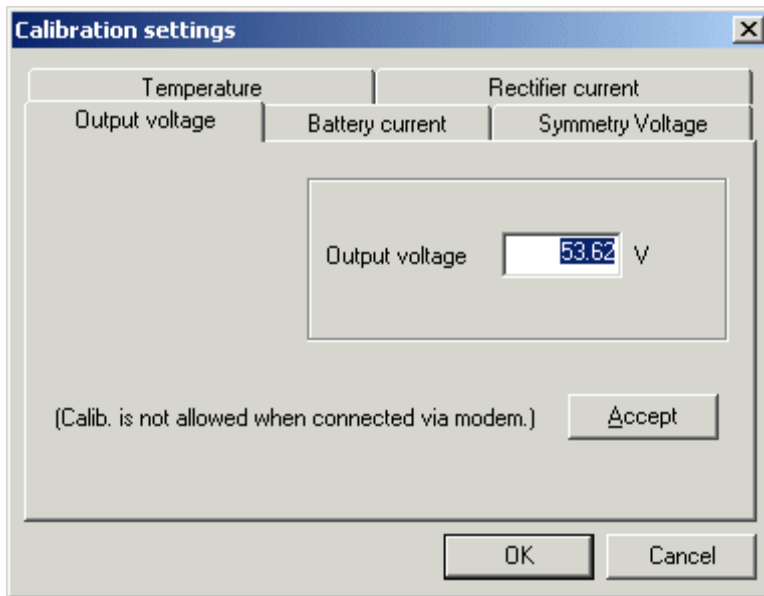 Calibration settings
Temperature Rectifier current
Output voltage Battery current Symmetry Voltage
Output voltage 53.62 V
(Calib. is not allowed when connected via modem.) Accept
OK Cancel